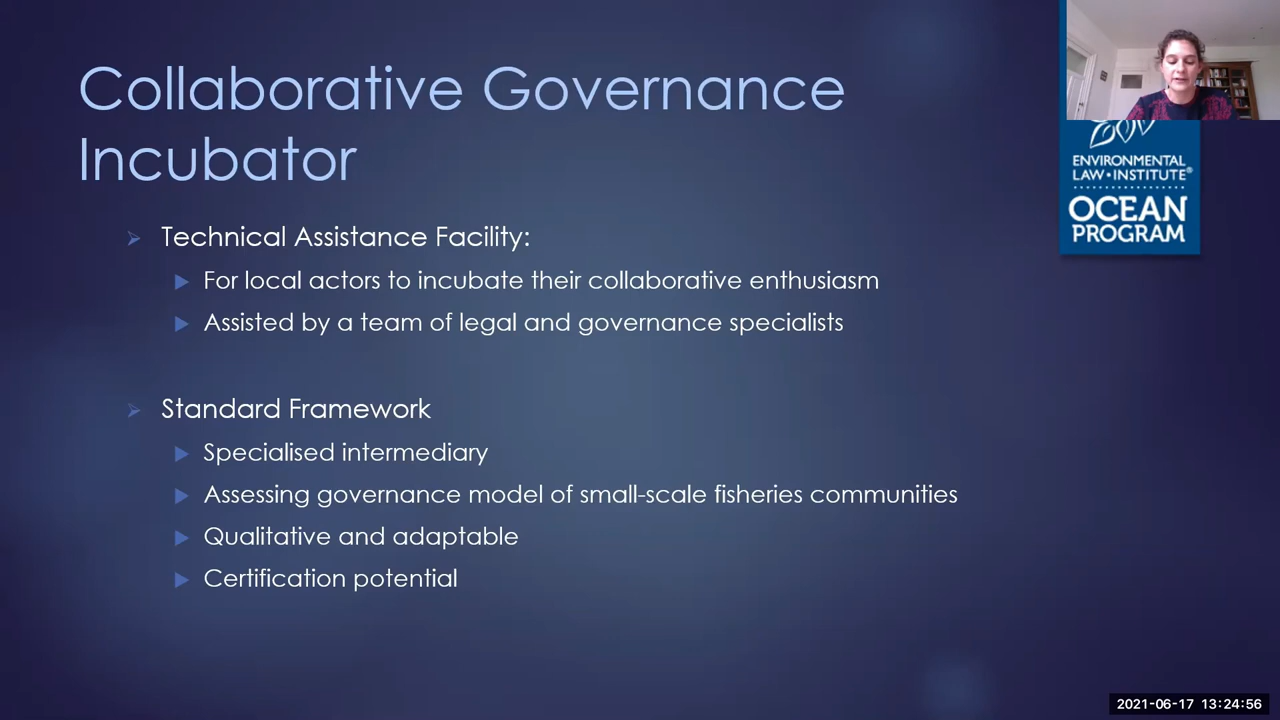 Collaborative Governance
Incubator
Technical Assistance Facility:
For local actors to incubate their collaborative enthusiasm
Assisted by a team of legal and governance specialists
Standard Framework
Specialised intermediary
Assessing governance model of small-scale fisheries communities
Qualitative and adaptable
Certification potential
ENVIRONMENTAL
LAW•INSTITUTE®
OCEAN
PROGRAM
2021-06-17 13:24:56